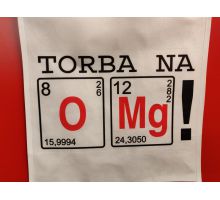 TORBA NA
8 2 6 12 2 8 2
O Mg !
15,9994 24,3050